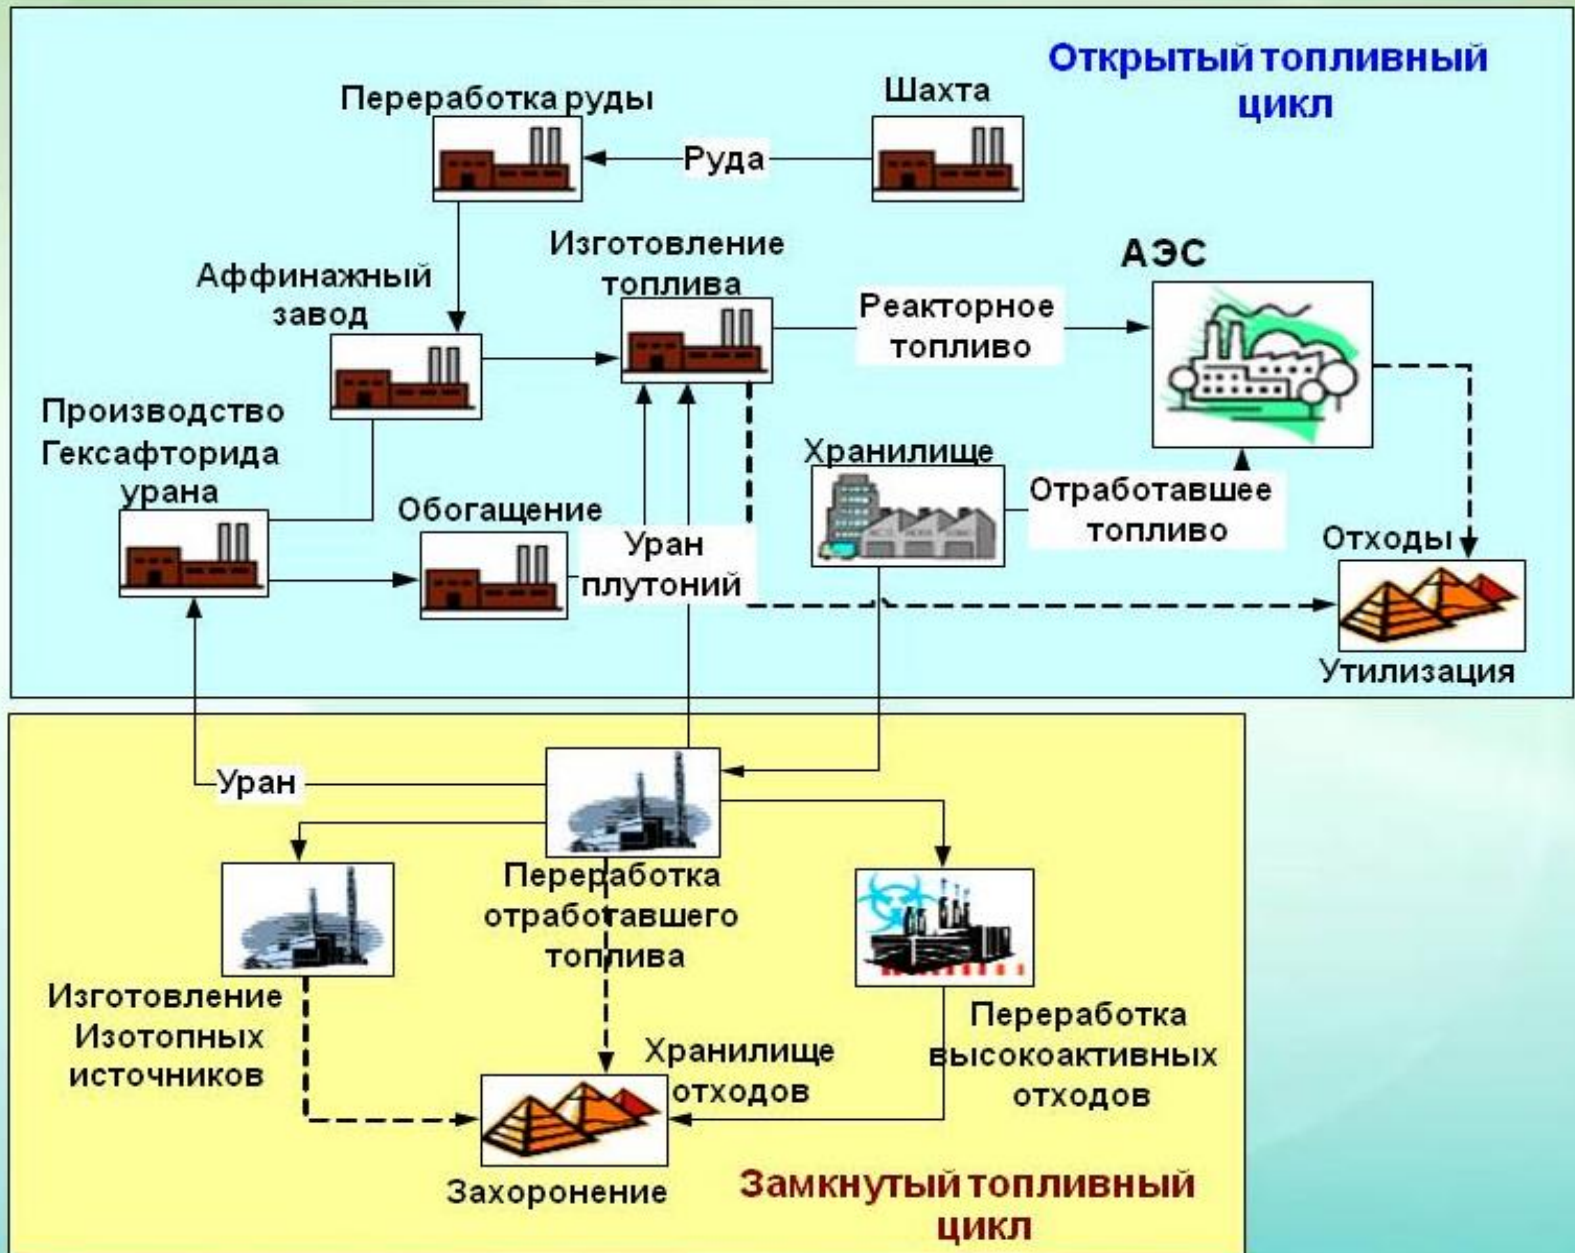 Открытый топливный
цикл
Переработка руды
Шахта
Руда
Изготовление
топлива
АЭС
Аффинажный
завод
Реакторное
топливо
Производство
Гексафторида
урана
Хранилище
Обогащение
Отработавшее
топливо
Уран
плутоний
Отходы
Утилизация
Уран
Переработка
отработавшего
топлива
Изготовление
Изотопных
источников
Переработка
высокоактивных
отходов
Хранилище
отходов
Захоронение
Замкнутый топливный
цикл